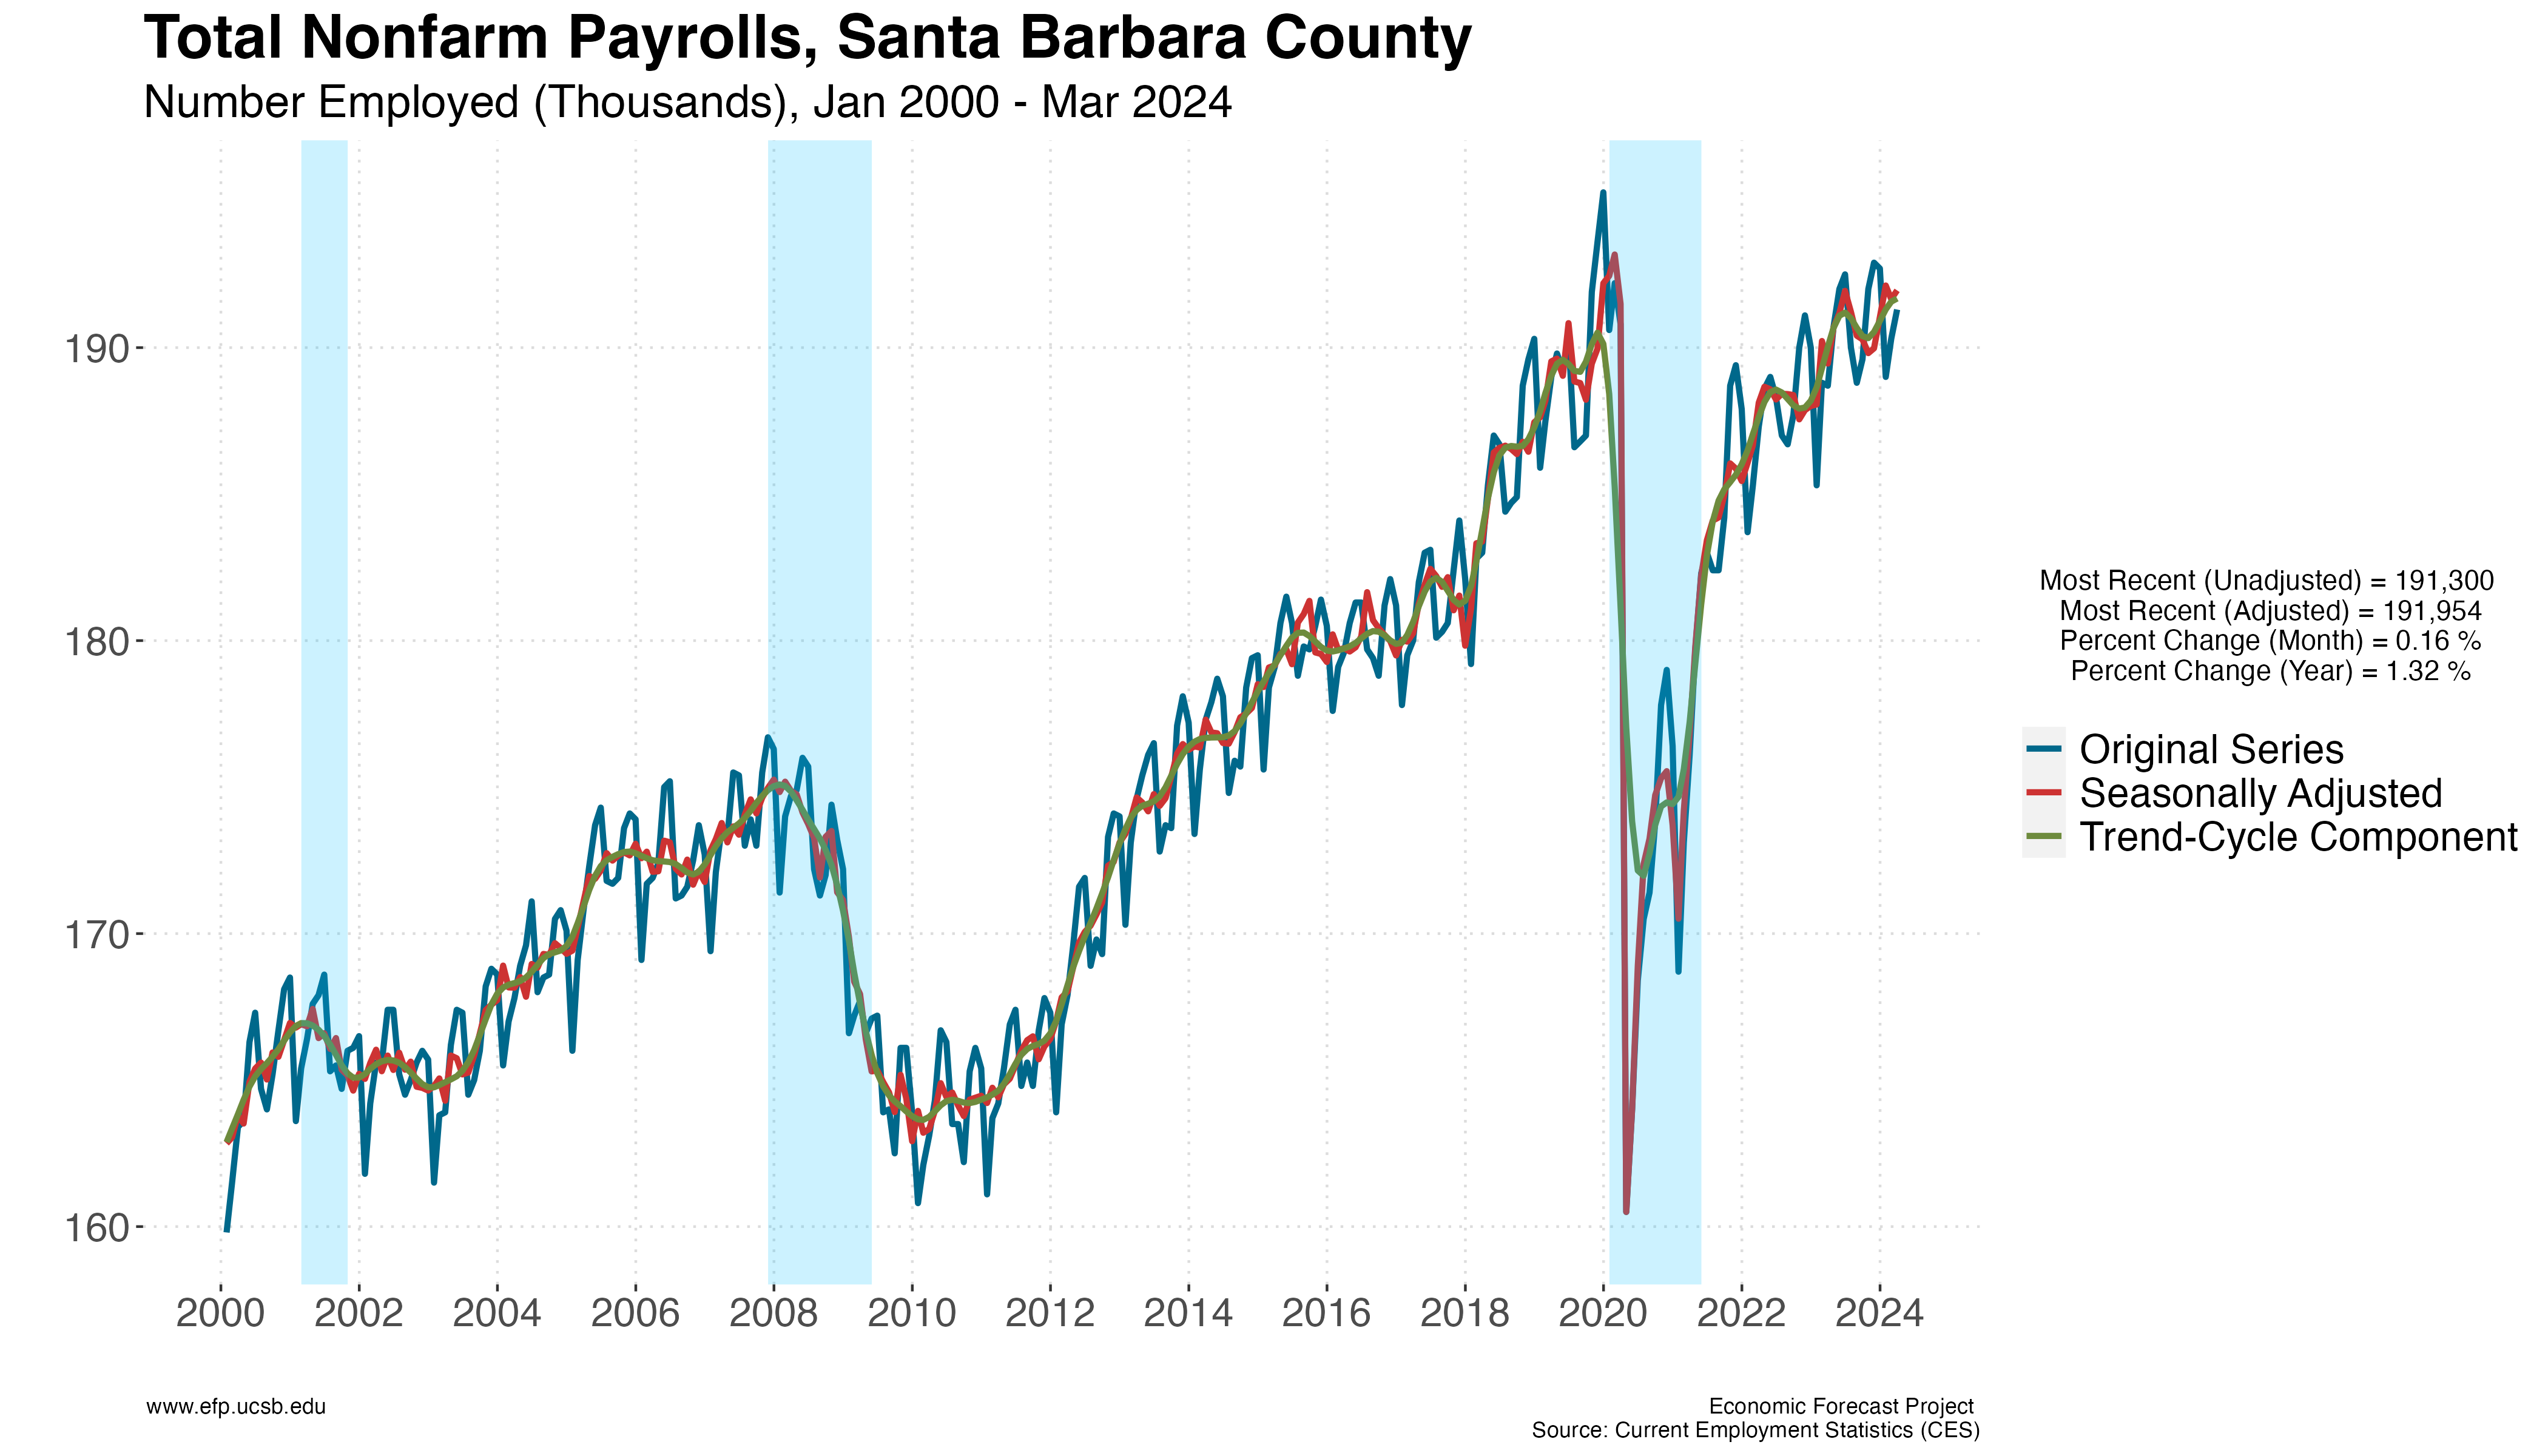 Total Nonfarm Payrolls, Santa Barbara County
Number Employed (Thousands), Jan 2000 - Mar 2024
190
180
170
160
2000 2002 2004 2006 2008 2010 2012 2014 2016 2018 2020 2022 2024
Most Recent (Unadjusted) = 191,300
Most Recent (Adjusted) = 191,954
Percent Change (Month) = 0.16 %
Percent Change (Year) = 1.32 %
Original Series
Seasonally Adjusted
Trend-Cycle Component
www.efp.ucsb.edu
Economic Forecast Project
Source: Current Employment Statistics (CES)